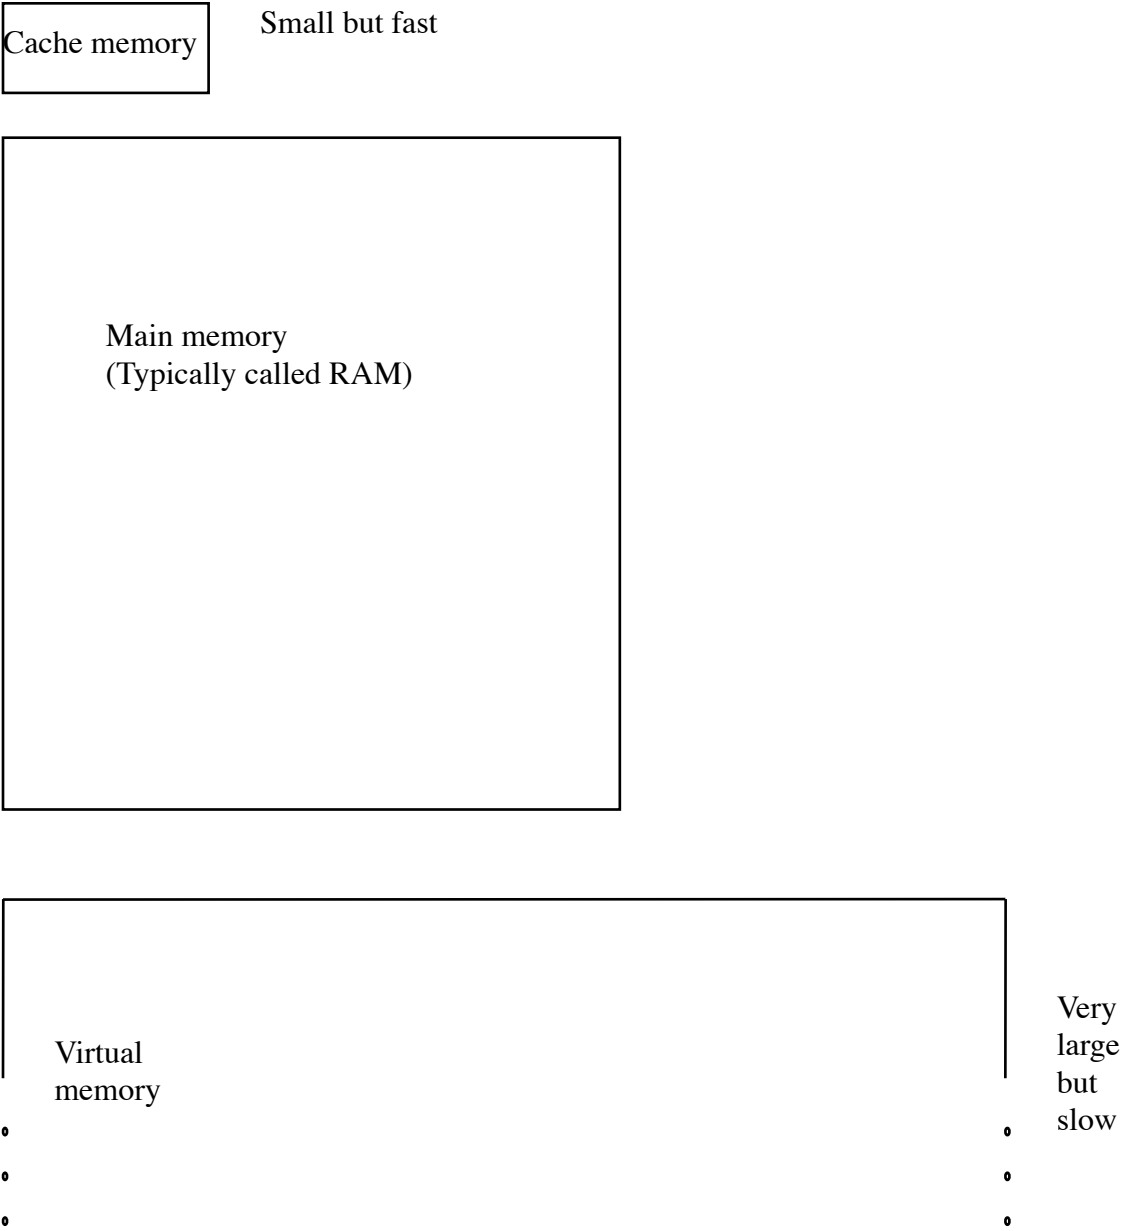 Cache memory
Small but fast
Main memory
(Typically called RAM)
Virtual
memory
Very
large
but
slow